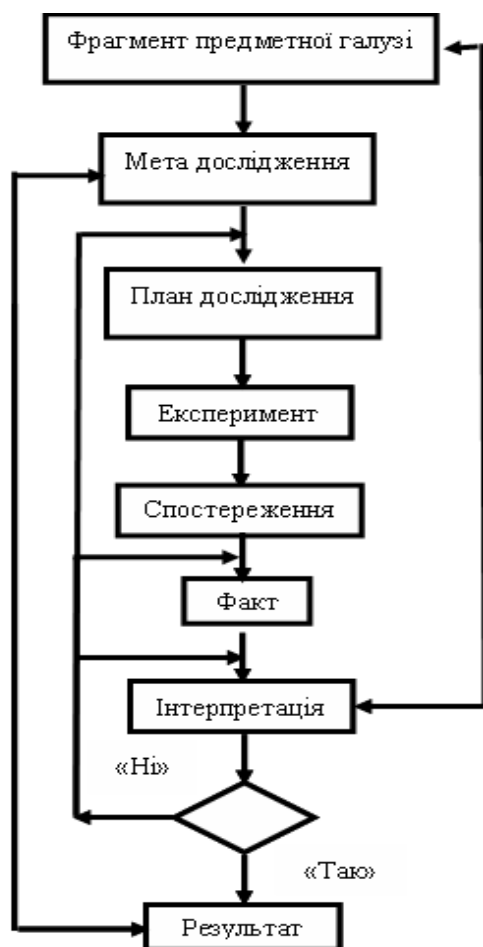 Фрагмент предметної галузі
Мета дослідження
План дослідження
Експеримент
Спостереження
Факт
Інтерпретація
«Ні»
«Таю»
Результат